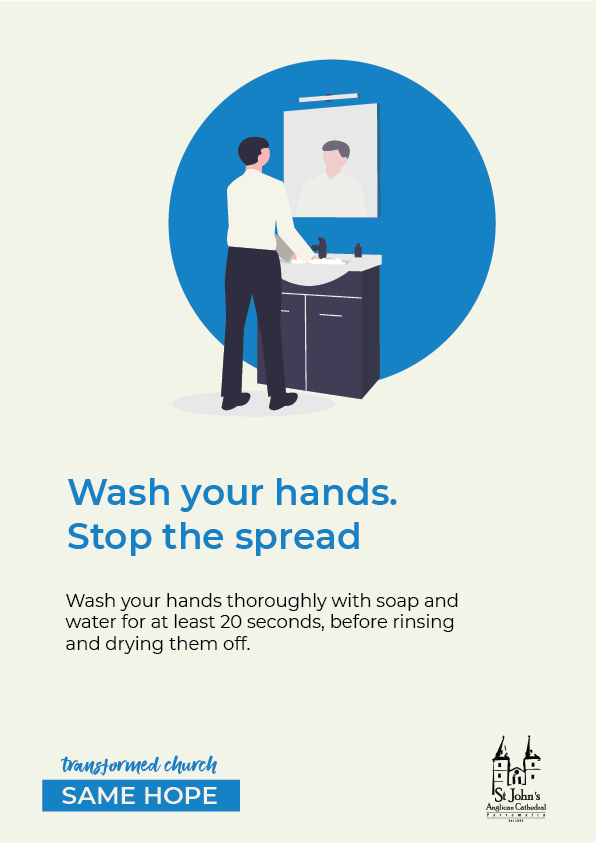 Wash your hands.
Stop the spread
Wash your hands thoroughly with soap and
water for at least 20 seconds, before rinsing
and drying them off.
transformed church
SAME HOPE
St John's
Anglican Cathedral
Parramatta